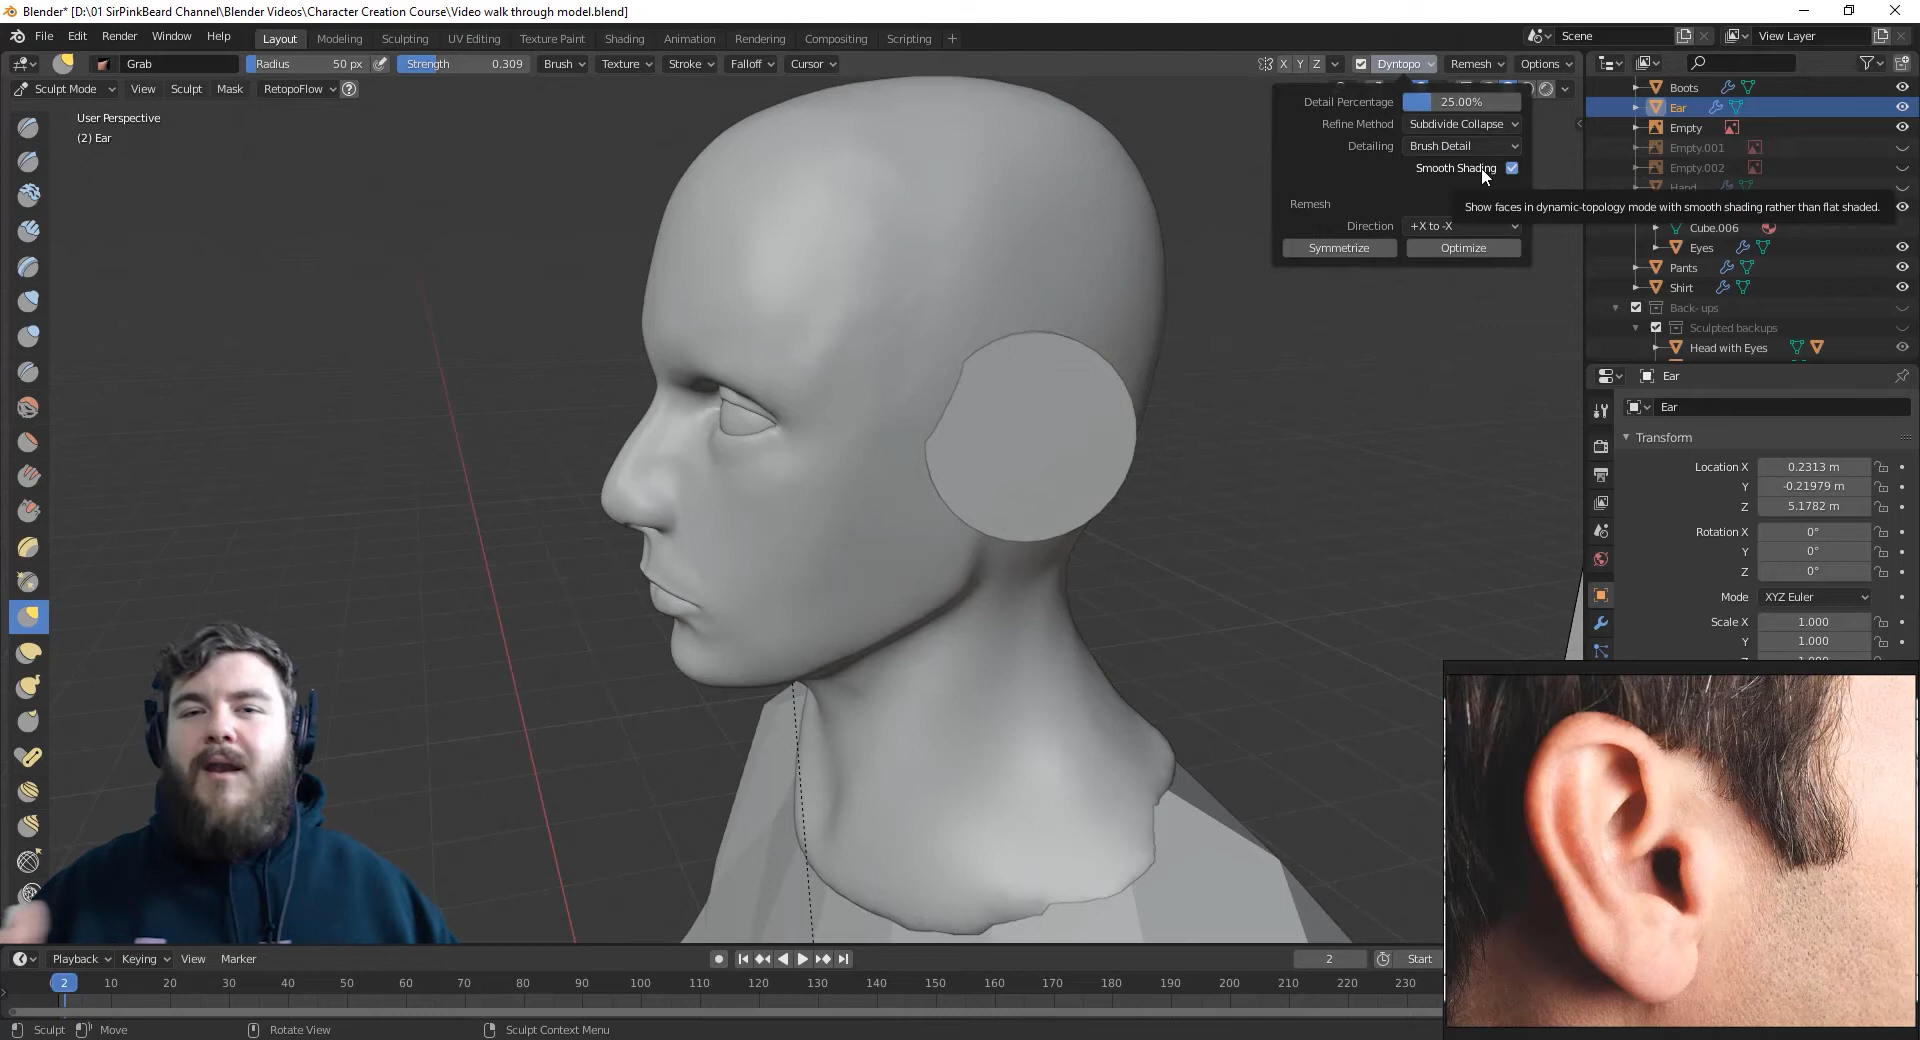 Blender* [D:\01 SirPinkBeard Channel\Blender Videos\Character Creation Course\Video walk through model.blend]
File Edit Render Window Help Layout Modeling Sculpting UV Editing Texture Paint Shading Animation Rendering Compositing Scripting + Scene View Layer
Grab Radius 50 px Strength 0.309 Brush Texture Stroke Falloff Cursor X Y Z Dyntopo Remesh Options
Sculpt Mode View Sculpt Mask RetopoFlow ?
User Perspective
(2) Ear
Detail Percentage 25.00%
Refine Method Subdivide Collapse
Detailing Brush Detail
Smooth Shading
Show faces in dynamic-topology mode with smooth shading rather than flat shaded.
Remesh
Direction +X to -X
Symmetrize Optimize
Boots
Ear
Empty
Empty.001
Empty.002
Hand
Cube.006
Eyes
Pants
Shirt
Back- ups
Sculpted backups
Head with Eyes
Ear
Ear
Transform
Location X 0.2313 m
Y -0.21979 m
Z 5.1782 m
Rotation X 0°
Y 0°
Z 0°
Mode XYZ Euler
Scale X 1.000
Y 1.000
Playback Keying View Marker 2 Start
2 10 20 30 40 50 60 70 80 90 100 110 120 130 140 150 160 170 180 190 200 210 220 230
Sculpt Move Rotate View Sculpt Context Menu